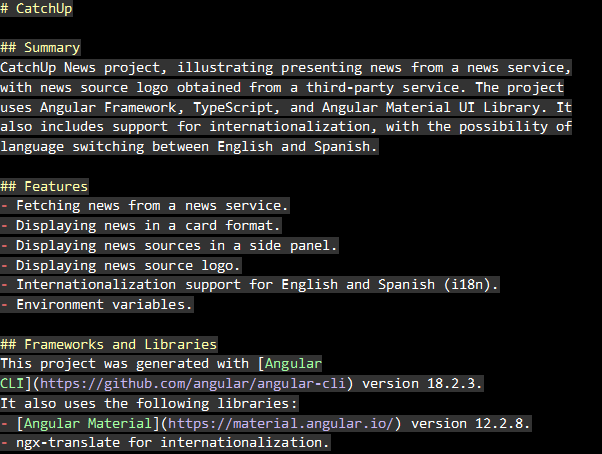 # CatchUp
## Summary
CatchUp News project, illustrating presenting news from a news service,
with news source logo obtained from a third-party service. The project
uses Angular Framework, TypeScript, and Angular Material UI Library. It
also includes support for internationalization, with the possibility of
language switching between English and Spanish.
## Features
- Fetching news from a news service.
- Displaying news in a card format.
- Displaying news sources in a side panel.
- Displaying news source logo.
- Internationalization support for English and Spanish (i18n).
- Environment variables.
## Frameworks and Libraries
This project was generated with [Angular
CLI](https://github.com/angular/angular-cli) version 18.2.3.
It also uses the following libraries:
- [Angular Material](https://material.angular.io/) version 12.2.8.
- ngx-translate for internationalization.